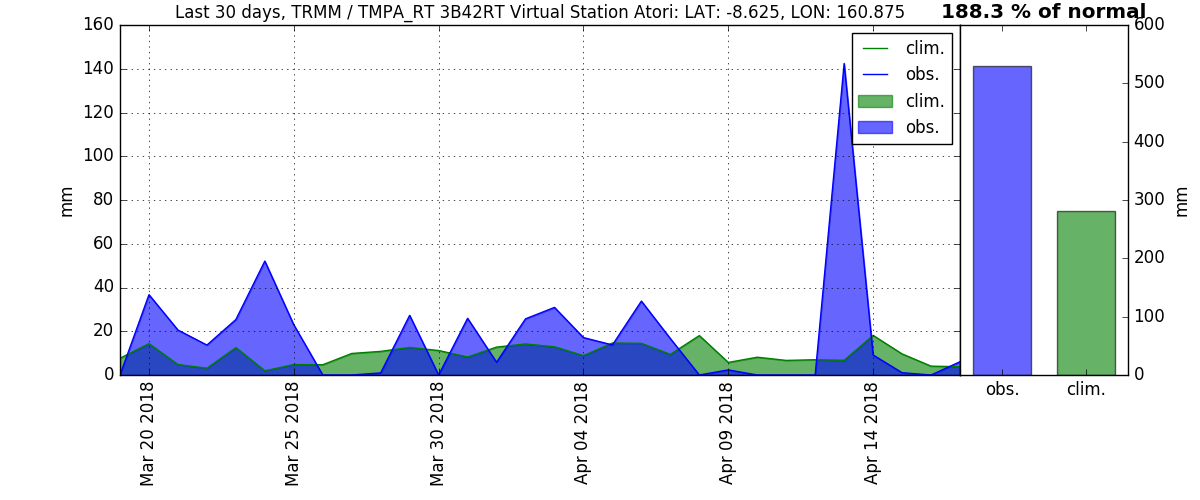 Last 30 days, TRMM / TMPA_RT 3B42RT Virtual Station Atori: LAT: -8.625, LON: 160.875
188.3 % of normal
160
140
120
100
80
60
40
20
0
mm
clim.
obs.
clim.
obs.
600
500
400
300
200
100
0
mm
Mar 20 2018
Mar 25 2018
Mar 30 2018
Apr 04 2018
Apr 09 2018
Apr 14 2018
obs.
clim.